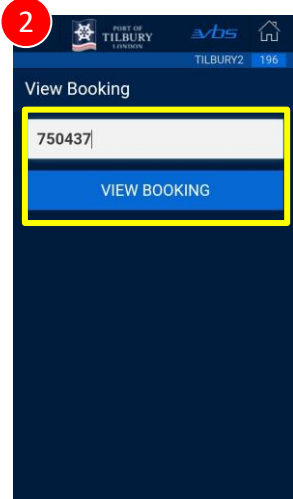 2
PORT OF
TILBURY
LONDON
vbs
TILBURY2 196
View Booking
750437
VIEW BOOKING